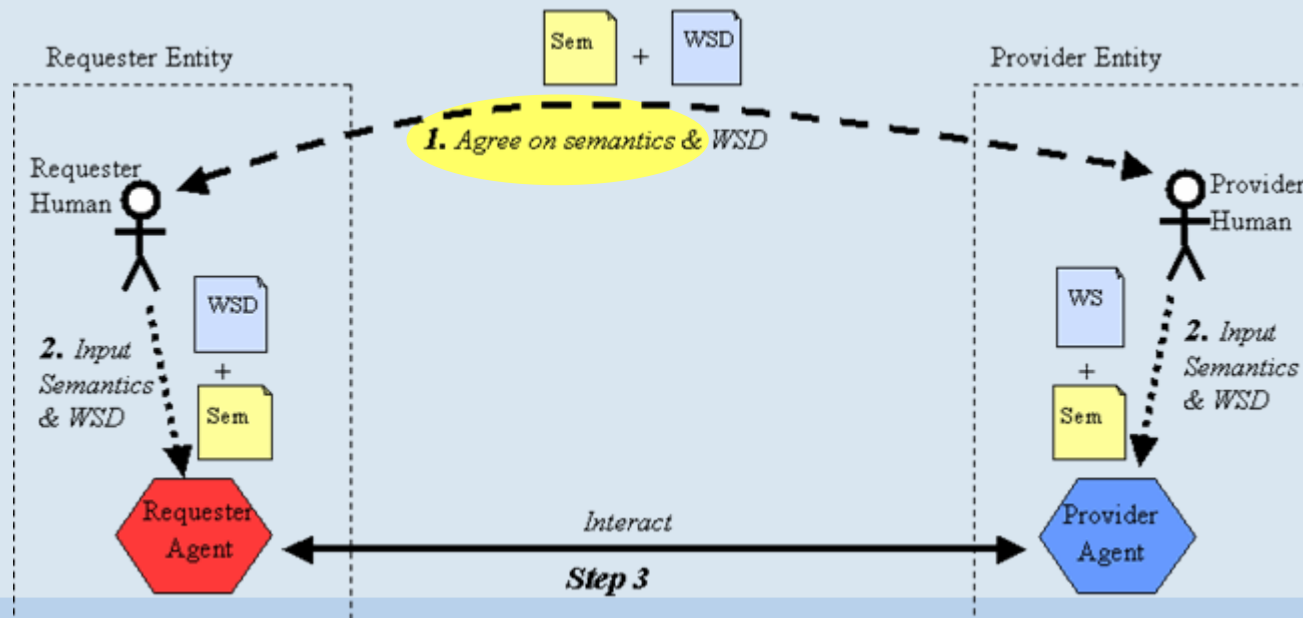 Requester Entity
Sem
+
WSD
Provider Entity
1. Agree on semantics & WSD
Requester
Human
Provider
Human
WSD
+
Sem
2. Input
Semantics
& WSD
WS
+
Sem
2. Input
Semantics
& WSD
Requester
Agent
Interact
Step 3
Provider
Agent